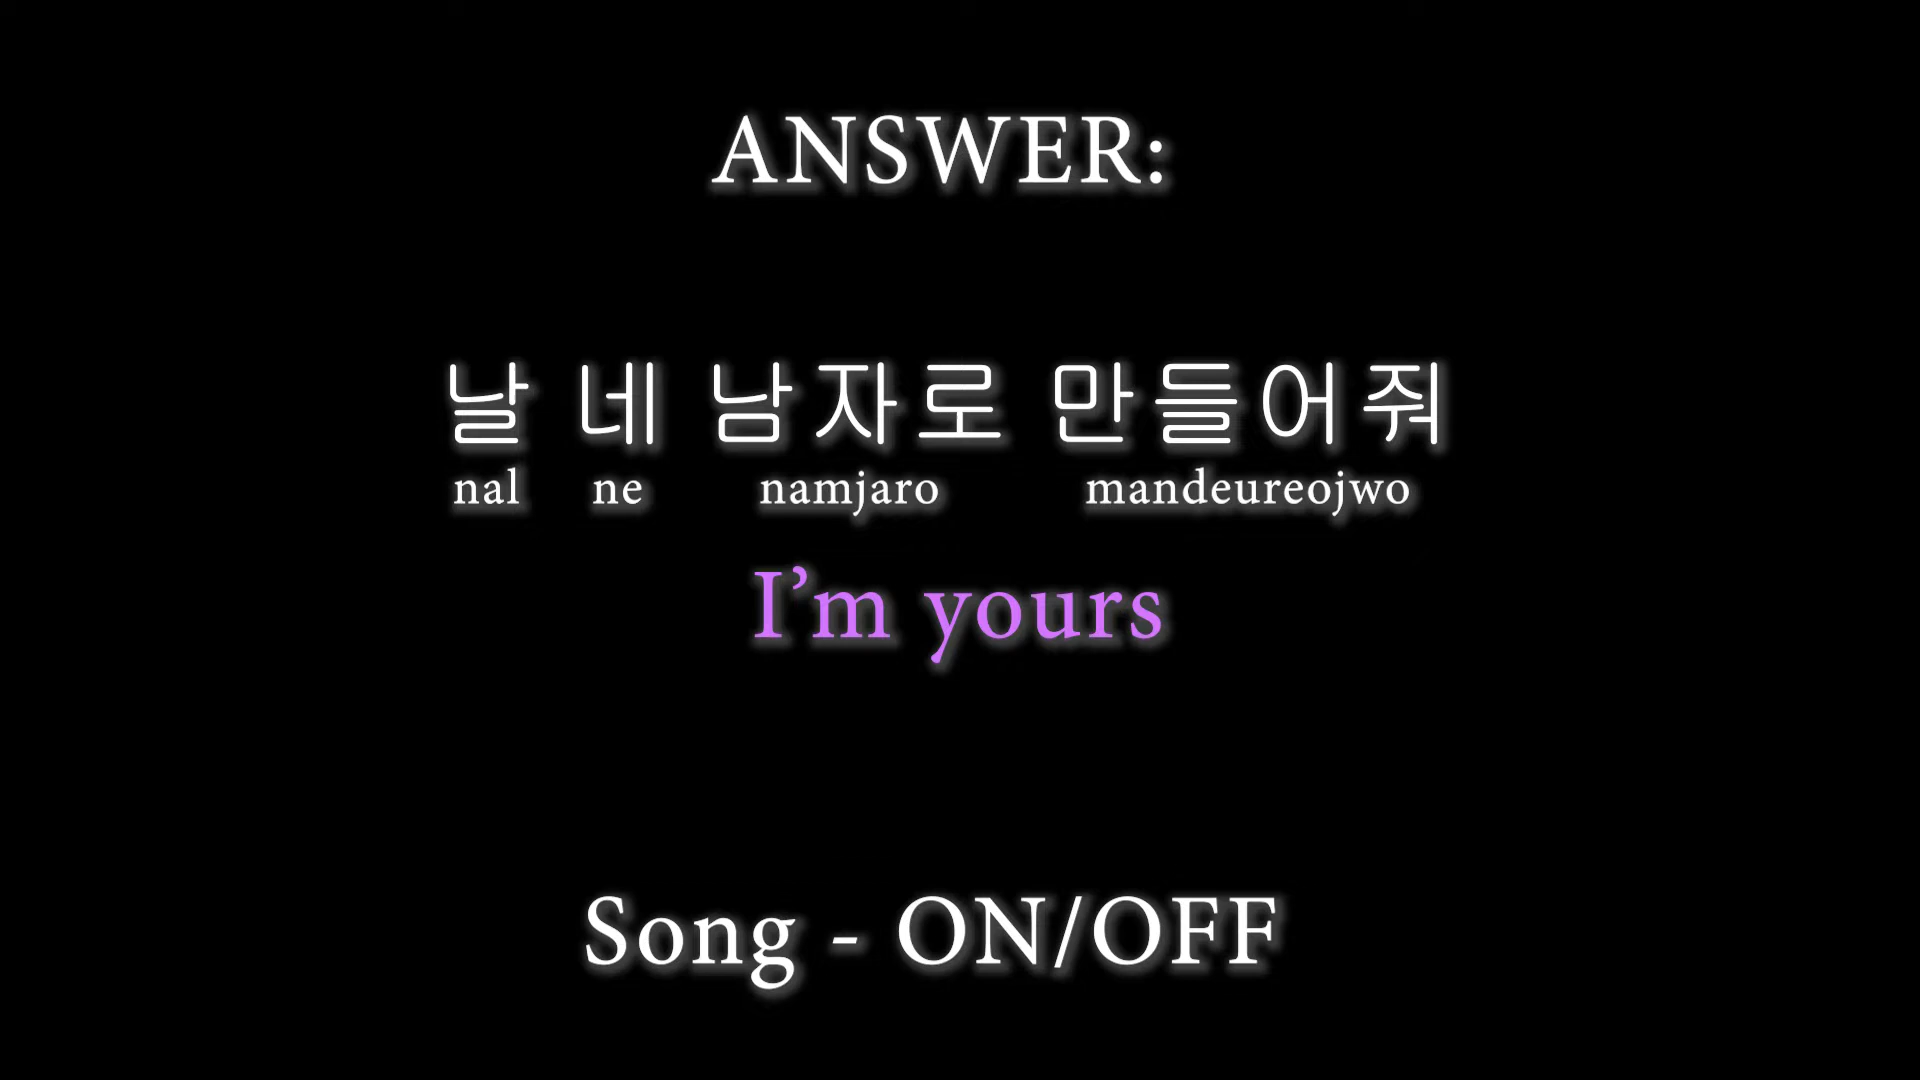 ANSWER:
날 네 남자로 만들어줘
nal ne namjaro mandeureojwo
I’m yours
Song - ON/OFF